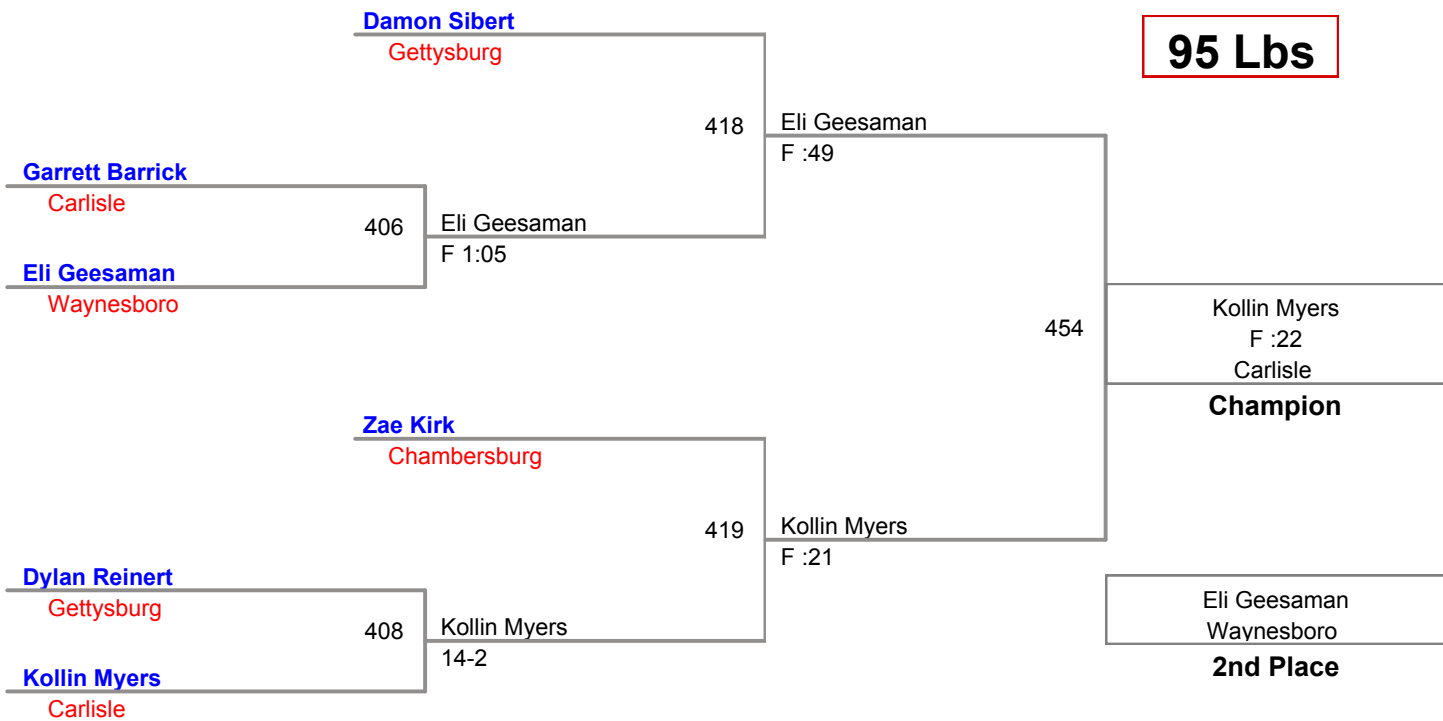 Damon Sibert
Gettysburg
95 Lbs
418
Eli Geesaman
F :49
Garrett Barrick
Carlisle
406
Eli Geesaman
F 1:05
Eli Geesaman
Waynesboro
454
Kollin Myers
F :22
Carlisle
Champion
Zae Kirk
Chambersburg
419
Kollin Myers
F :21
Dylan Reinert
Gettysburg
408
Kollin Myers
14-2
Kollin Myers
Carlisle
Eli Geesaman
Waynesboro
2nd Place